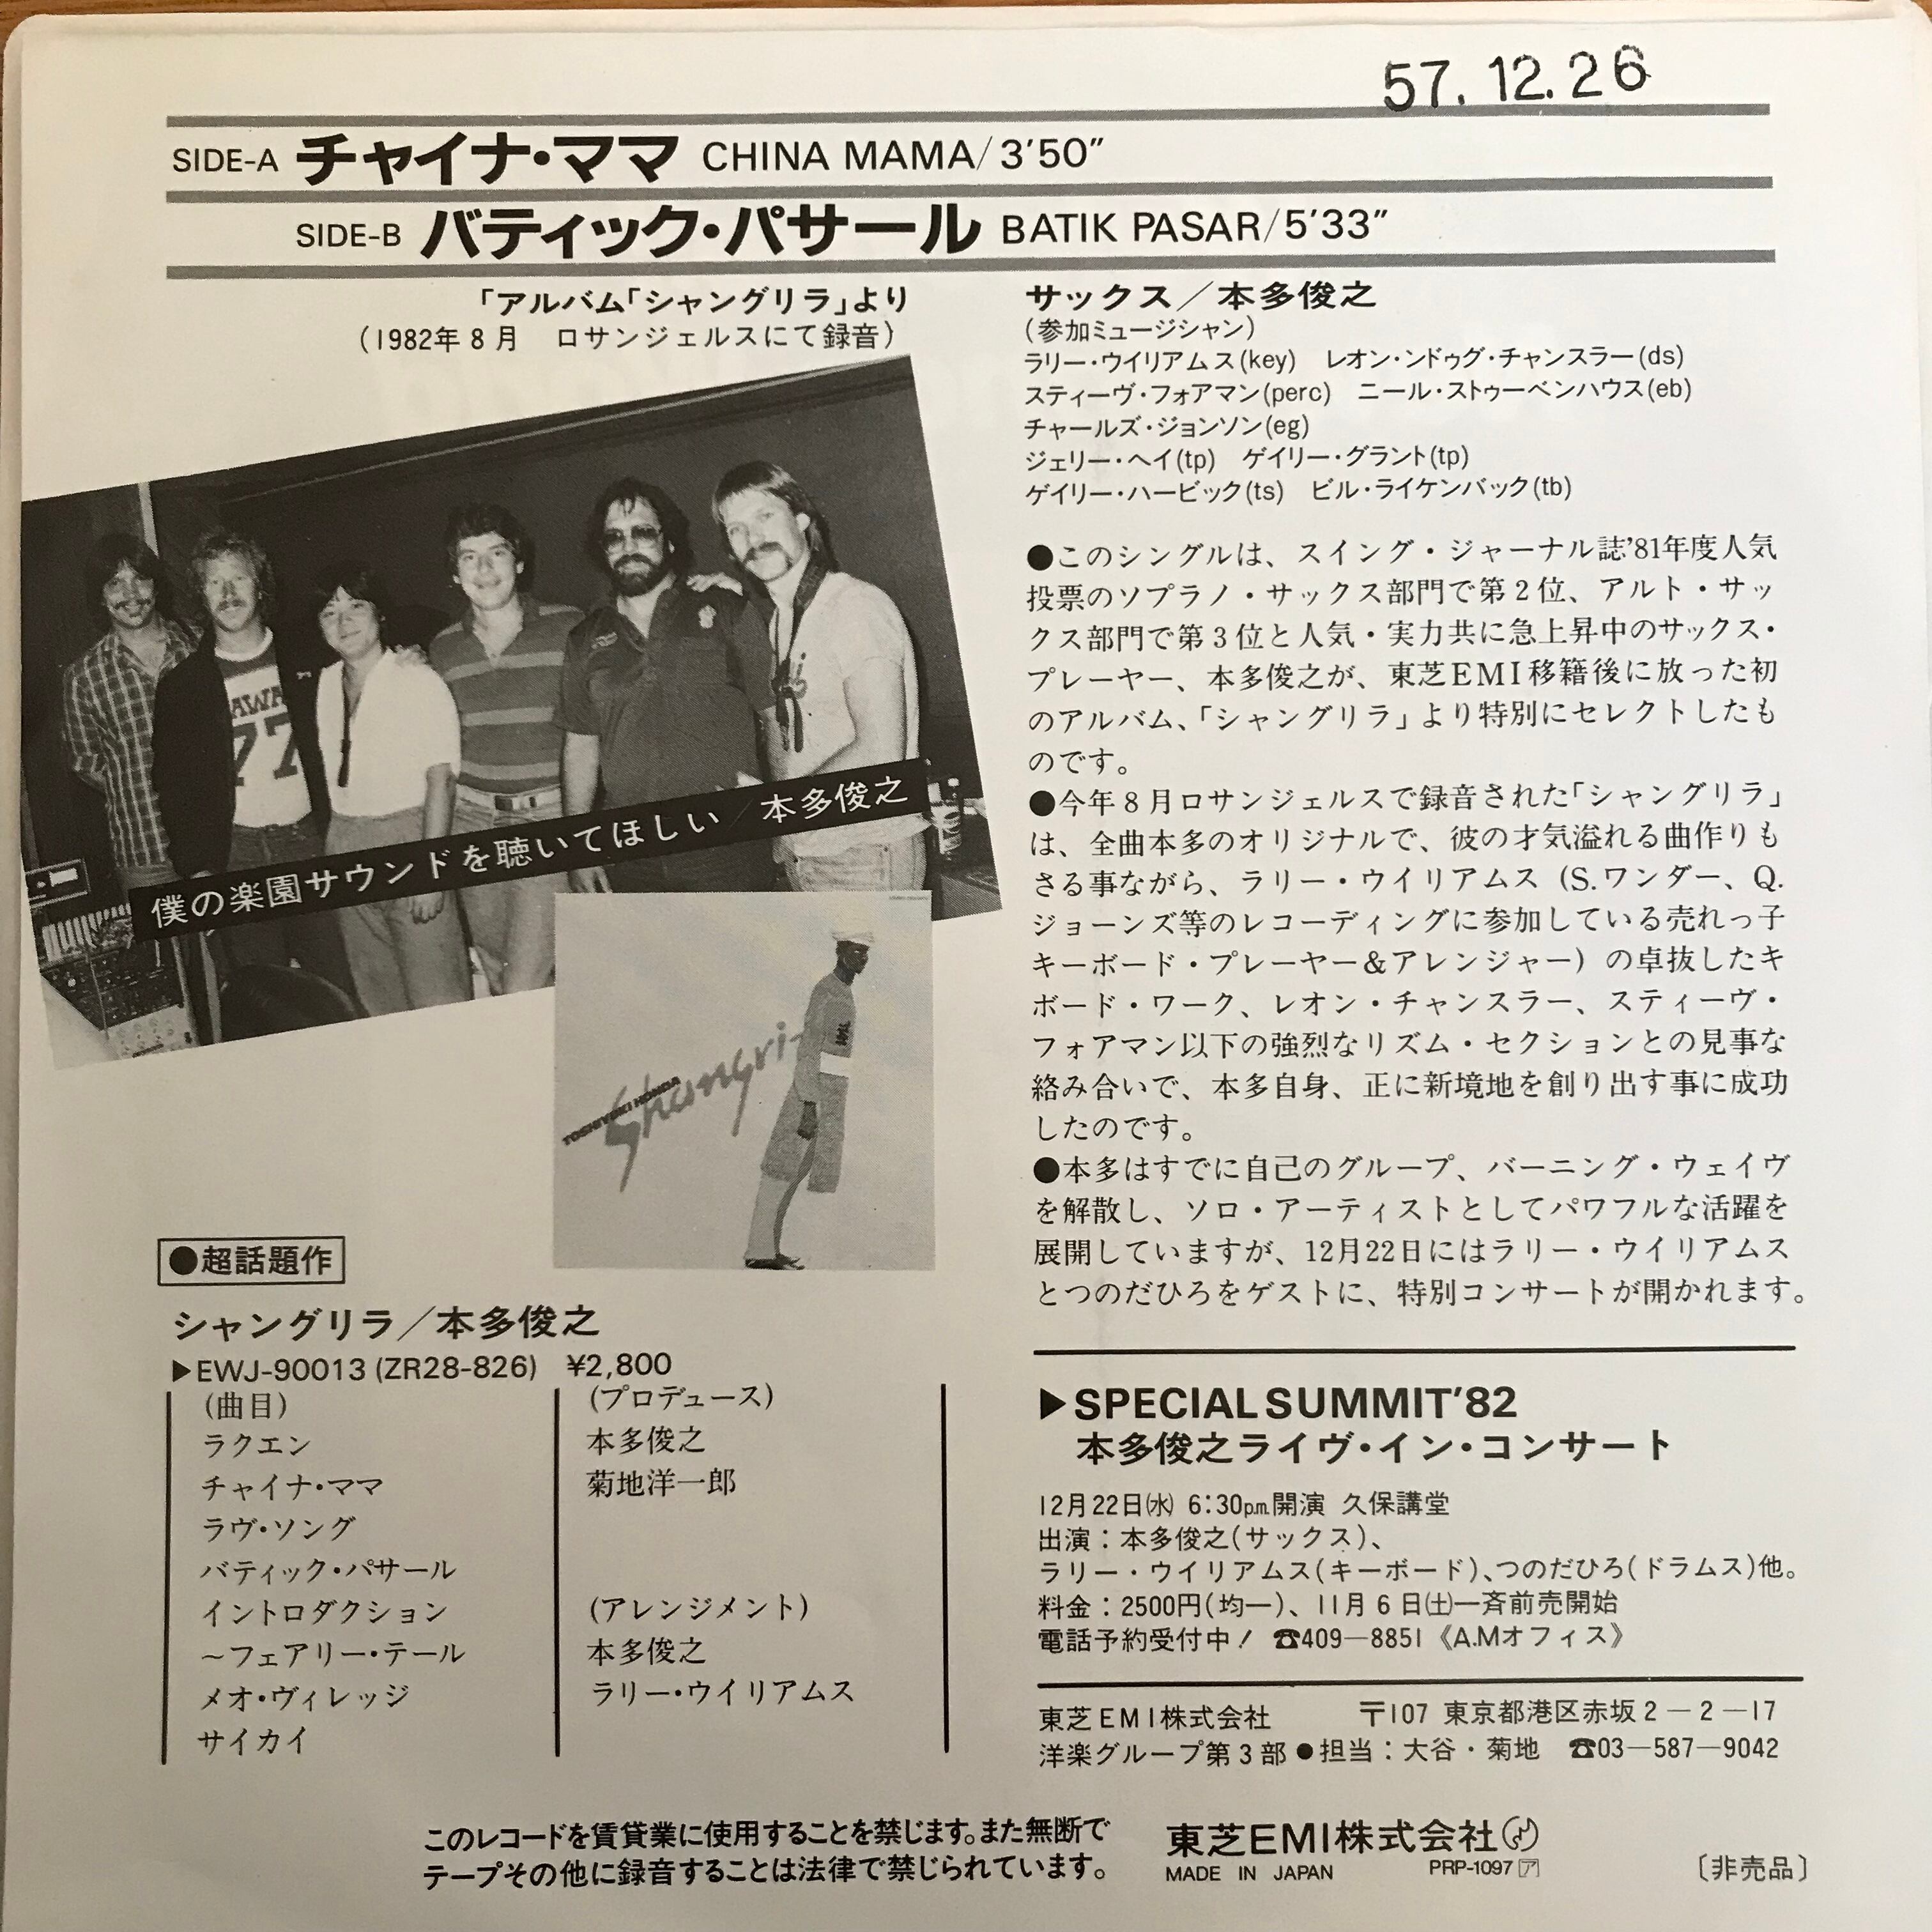 57.12.26
SIDE-A チャイナ・ママ CHINA MAMA/3'50"
SIDE-B バティック・パサール BATIK PASAR/5'33"
「アルバム「シャングリラ」より
(1982年8月 ロサンジェルスにて録音)
AWA
77
僕の楽園サウンドを聴いてほしい/本多俊之
TOSHIYUKI HONDA
Shangri-
●超話題作
シャングリラ/本多俊之
▶EWJ-90013(ZR28-826) ¥2,800
(曲目)
ラクエン
チャイナ・ママ
ラヴ・ソング
バティック・パサール
イントロダクション
~フェアリー・テール
メオ・ヴィレッジ
サイカイ
(プロデュース)
本多俊之
菊地洋一郎
(アレンジメント)
本多俊之
ラリー・ウイリアムス
サックス/本多俊之
(参加ミュージシャン)
ラリー・ウイリアムス(key) レオン・ンドゥグ・チャンスラー(ds)
スティーヴ・フォアマン(perc) ニール・ストゥーベンハウス(eb)
チャールズ・ジョンソン(eg)
ジェリー・ヘイ(tp) ゲイリー・グラント(tp)
ゲイリー・ハービック(ts) ビル・ライケンバック(tb)
●このシングルは、スイング・ジャーナル誌'81年度人気
投票のソプラノ・サックス部門で第2位、アルト・サッ
クス部門で第3位と人気・実力共に急上昇中のサックス・
プレーヤー、本多俊之が、東芝EMI移籍後に放った初
のアルバム、「シャングリラ」より特別にセレクトしたも
のです。
●今年8月ロサンジェルスで録音された「シャングリラ」
は、全曲本多のオリジナルで、彼の才気溢れる曲作りも
さる事ながら、ラリー・ウイリアムス(S.ワンダー、Q.
ジョーンズ等のレコーディングに参加している売れっ子
キーボード・プレーヤー&アレンジャー)の卓抜したキ
ボード・ワーク、レオン・チャンスラー、スティーヴ・
フォアマン以下の強烈なリズム・セクションとの見事な
絡み合いで、本多自身、正に新境地を創り出す事に成功
したのです。
●本多はすでに自己のグループ、バーニング・ウェイヴ
を解散し、ソロ・アーティストとしてパワフルな活躍を
展開していますが、12月22日にはラリー・ウイリアムス
とつのだひろをゲストに、特別コンサートが開かれます。
▶SPECIAL SUMMIT'82
本多俊之ライヴ・イン・コンサート
12月22日㈬ 6:30p.m.開演 久保講堂
出演:本多俊之(サックス)、
ラリー・ウイリアムス(キーボード)、つのだひろ(ドラムス)他。
料金:2500円(均一)、11月6日㈯一斉前売開始
電話予約受付中! ☎409―8851《A.Mオフィス》
東芝EMI株式会社 〒107 東京都港区赤坂2―2―17
洋楽グループ第3部●担当:大谷・菊地 ☎03―587―9042
このレコードを賃貸業に使用することを禁じます。また無断で
テープその他に録音することは法律で禁じられています。
東芝EMI株式会社
MADE IN JAPAN PRP-1097 ア
〔非売品〕